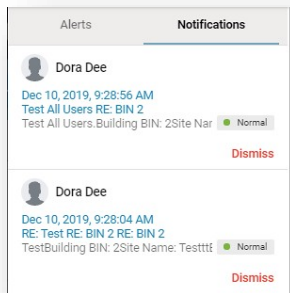 Alerts Notifications
Dora Dee
Dec 10, 2019, 9:28:56 AM
Test All Users RE: BIN 2
Test All Users.Building BIN: 2Site Nar Normal
Dismiss
Dora Dee
Dec 10, 2019, 9:28:04 AM
RE: Test RE: BIN 2 RE: BIN 2
TestBuilding BIN: 2Site Name: TestttE Normal
Dismiss